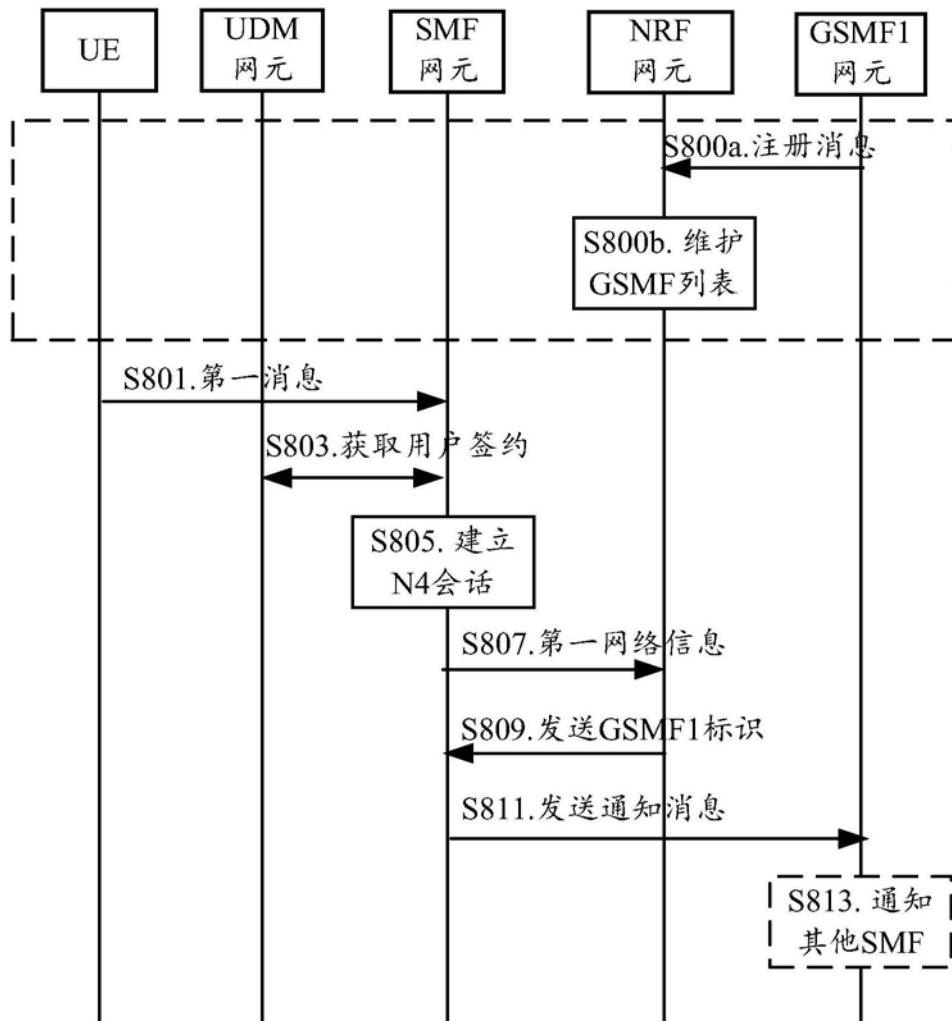 UE
UDM
网元
SMF
网元
NRF
网元
GSMF1
网元
S800a.注册消息
S800b. 维护
GSMF列表
S801.第一消息
S803.获取用户签约
S805. 建立
N4会话
S807.第一网络信息
S809.发送GSMF1标识
S811.发送通知消息
S813. 通知
其他SMF